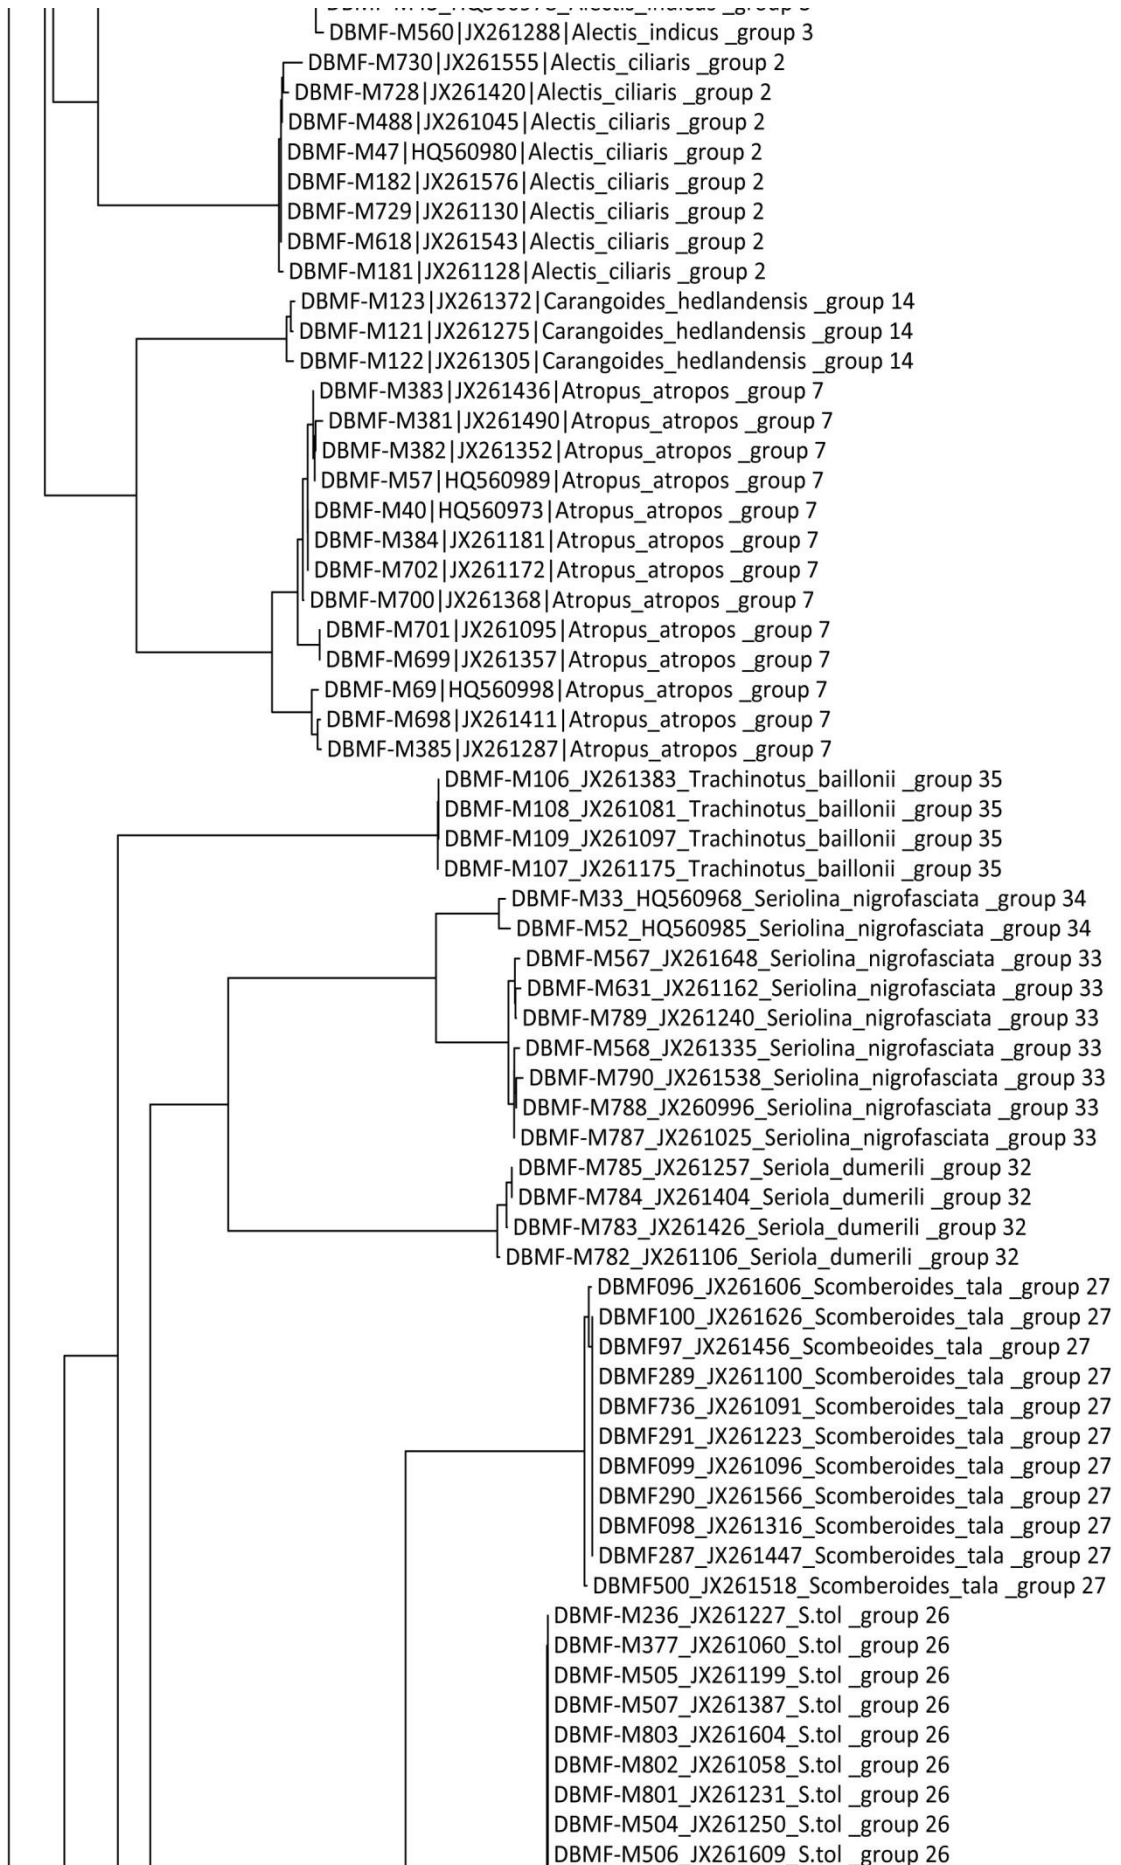 DBMF-M560|JX261288|Alectis_indicus _group 3
DBMF-M730|JX261555|Alectis_ciliaris _group 2
DBMF-M728|JX261420|Alectis_ciliaris _group 2
DBMF-M488|JX261045|Alectis_ciliaris _group 2
DBMF-M47|HQ560980|Alectis_ciliaris _group 2
DBMF-M182|JX261576|Alectis_ciliaris _group 2
DBMF-M729|JX261130|Alectis_ciliaris _group 2
DBMF-M618|JX261543|Alectis_ciliaris _group 2
DBMF-M181|JX261128|Alectis_ciliaris _group 2
DBMF-M123|JX261372|Carangoides_hedlandensis _group 14
DBMF-M121|JX261275|Carangoides_hedlandensis _group 14
DBMF-M122|JX261305|Carangoides_hedlandensis _group 14
DBMF-M383|JX261436|Atropus_atropos _group 7
DBMF-M381|JX261490|Atropus_atropos _group 7
DBMF-M382|JX261352|Atropus_atropos _group 7
DBMF-M57|HQ560989|Atropus_atropos _group 7
DBMF-M40|HQ560973|Atropus_atropos _group 7
DBMF-M384|JX261181|Atropus_atropos _group 7
DBMF-M702|JX261172|Atropus_atropos _group 7
DBMF-M700|JX261368|Atropus_atropos _group 7
DBMF-M701|JX261095|Atropus_atropos _group 7
DBMF-M699|JX261357|Atropus_atropos _group 7
DBMF-M69|HQ560998|Atropus_atropos _group 7
DBMF-M698|JX261411|Atropus_atropos _group 7
DBMF-M385|JX261287|Atropus_atropos _group 7
DBMF-M106_JX261383_Trachinotus_baillonii _group 35
DBMF-M108_JX261081_Trachinotus_baillonii _group 35
DBMF-M109_JX261097_Trachinotus_baillonii _group 35
DBMF-M107_JX261175_Trachinotus_baillonii _group 35
DBMF-M33_HQ560968_Seriolina_nigrofasciata _group 34
DBMF-M52_HQ560985_Seriolina_nigrofasciata _group 34
DBMF-M567_JX261648_Seriolina_nigrofasciata _group 33
DBMF-M631_JX261162_Seriolina_nigrofasciata _group 33
DBMF-M789_JX261240_Seriolina_nigrofasciata _group 33
DBMF-M568_JX261335_Seriolina_nigrofasciata _group 33
DBMF-M790_JX261538_Seriolina_nigrofasciata _group 33
DBMF-M788_JX260996_Seriolina_nigrofasciata _group 33
DBMF-M787_JX261025_Seriolina_nigrofasciata _group 33
DBMF-M785_JX261257_Seriola_dumerili _group 32
DBMF-M784_JX261404_Seriola_dumerili _group 32
DBMF-M783_JX261426_Seriola_dumerili _group 32
DBMF-M782_JX261106_Seriola_dumerili _group 32
DBMF096_JX261606_Scomberoides_tala _group 27
DBMF100_JX261626_Scomberoides_tala _group 27
DBMF97_JX261456_Scombeoides_tala _group 27
DBMF289_JX261100_Scomberoides_tala _group 27
DBMF736_JX261091_Scomberoides_tala _group 27
DBMF291_JX261223_Scomberoides_tala _group 27
DBMF099_JX261096_Scomberoides_tala _group 27
DBMF290_JX261566_Scomberoides_tala _group 27
DBMF098_JX261316_Scomberoides_tala _group 27
DBMF287_JX261447_Scomberoides_tala _group 27
DBMF500_JX261518_Scomberoides_tala _group 27
DBMF-M236_JX261227_S.tol _group 26
DBMF-M377_JX261060_S.tol _group 26
DBMF-M505_JX261199_S.tol _group 26
DBMF-M507_JX261387_S.tol _group 26
DBMF-M803_JX261604_S.tol _group 26
DBMF-M802_JX261058_S.tol _group 26
DBMF-M801_JX261231_S.tol _group 26
DBMF-M504_JX261250_S.tol _group 26
DBMF-M506_JX261609_S.tol _group 26